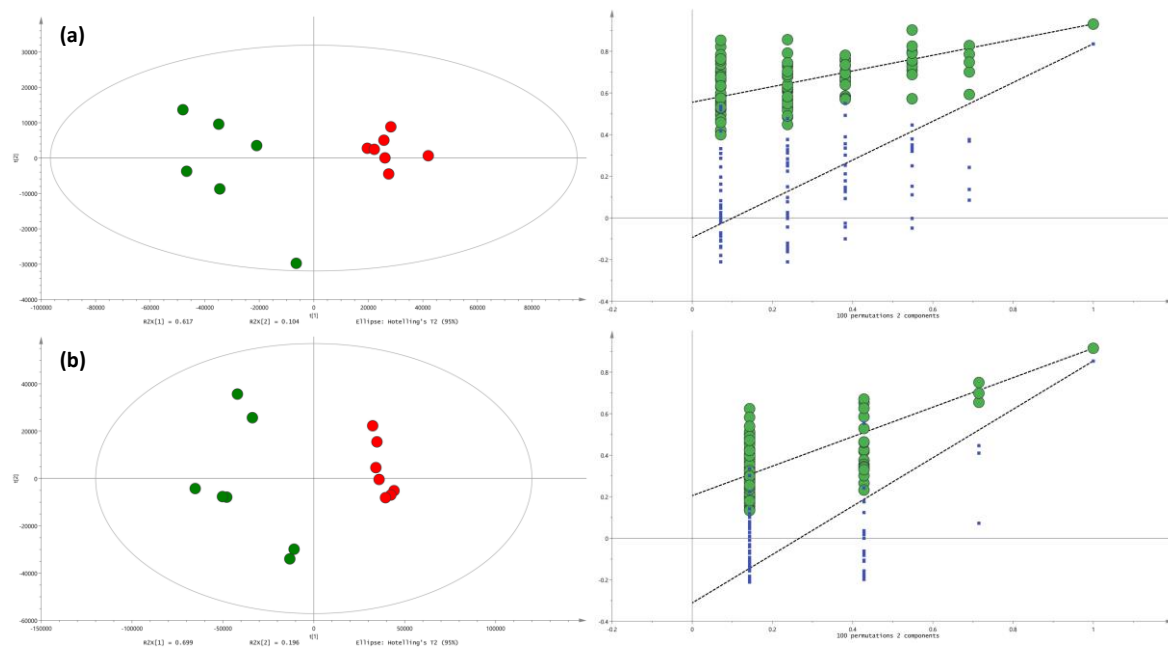 (a)
30000
20000
10000
0
-10000
-20000
-30000
-40000
t[2]
-100000 -80000 -60000 -40000 -20000 0 20000 40000 60000 80000
t[1]
R2X[1] = 0.617 R2X[2] = 0.104 Ellipse: Hotelling's T2 (95%)
0.8
0.6
0.4
0.2
0
-0.2
-0.4
0 0.2 0.4 0.6 0.8 1
100 permutations 2 components
(b)
40000
20000
0
-20000
-40000
-60000
t[2]
-150000 -100000 -50000 0 50000 100000
t[1]
R2X[1] = 0.699 R2X[2] = 0.196 Ellipse: Hotelling's T2 (95%)
1
0.8
0.6
0.4
0.2
0
-0.2
-0.4
0 0.2 0.4 0.6 0.8 1
100 permutations 2 components